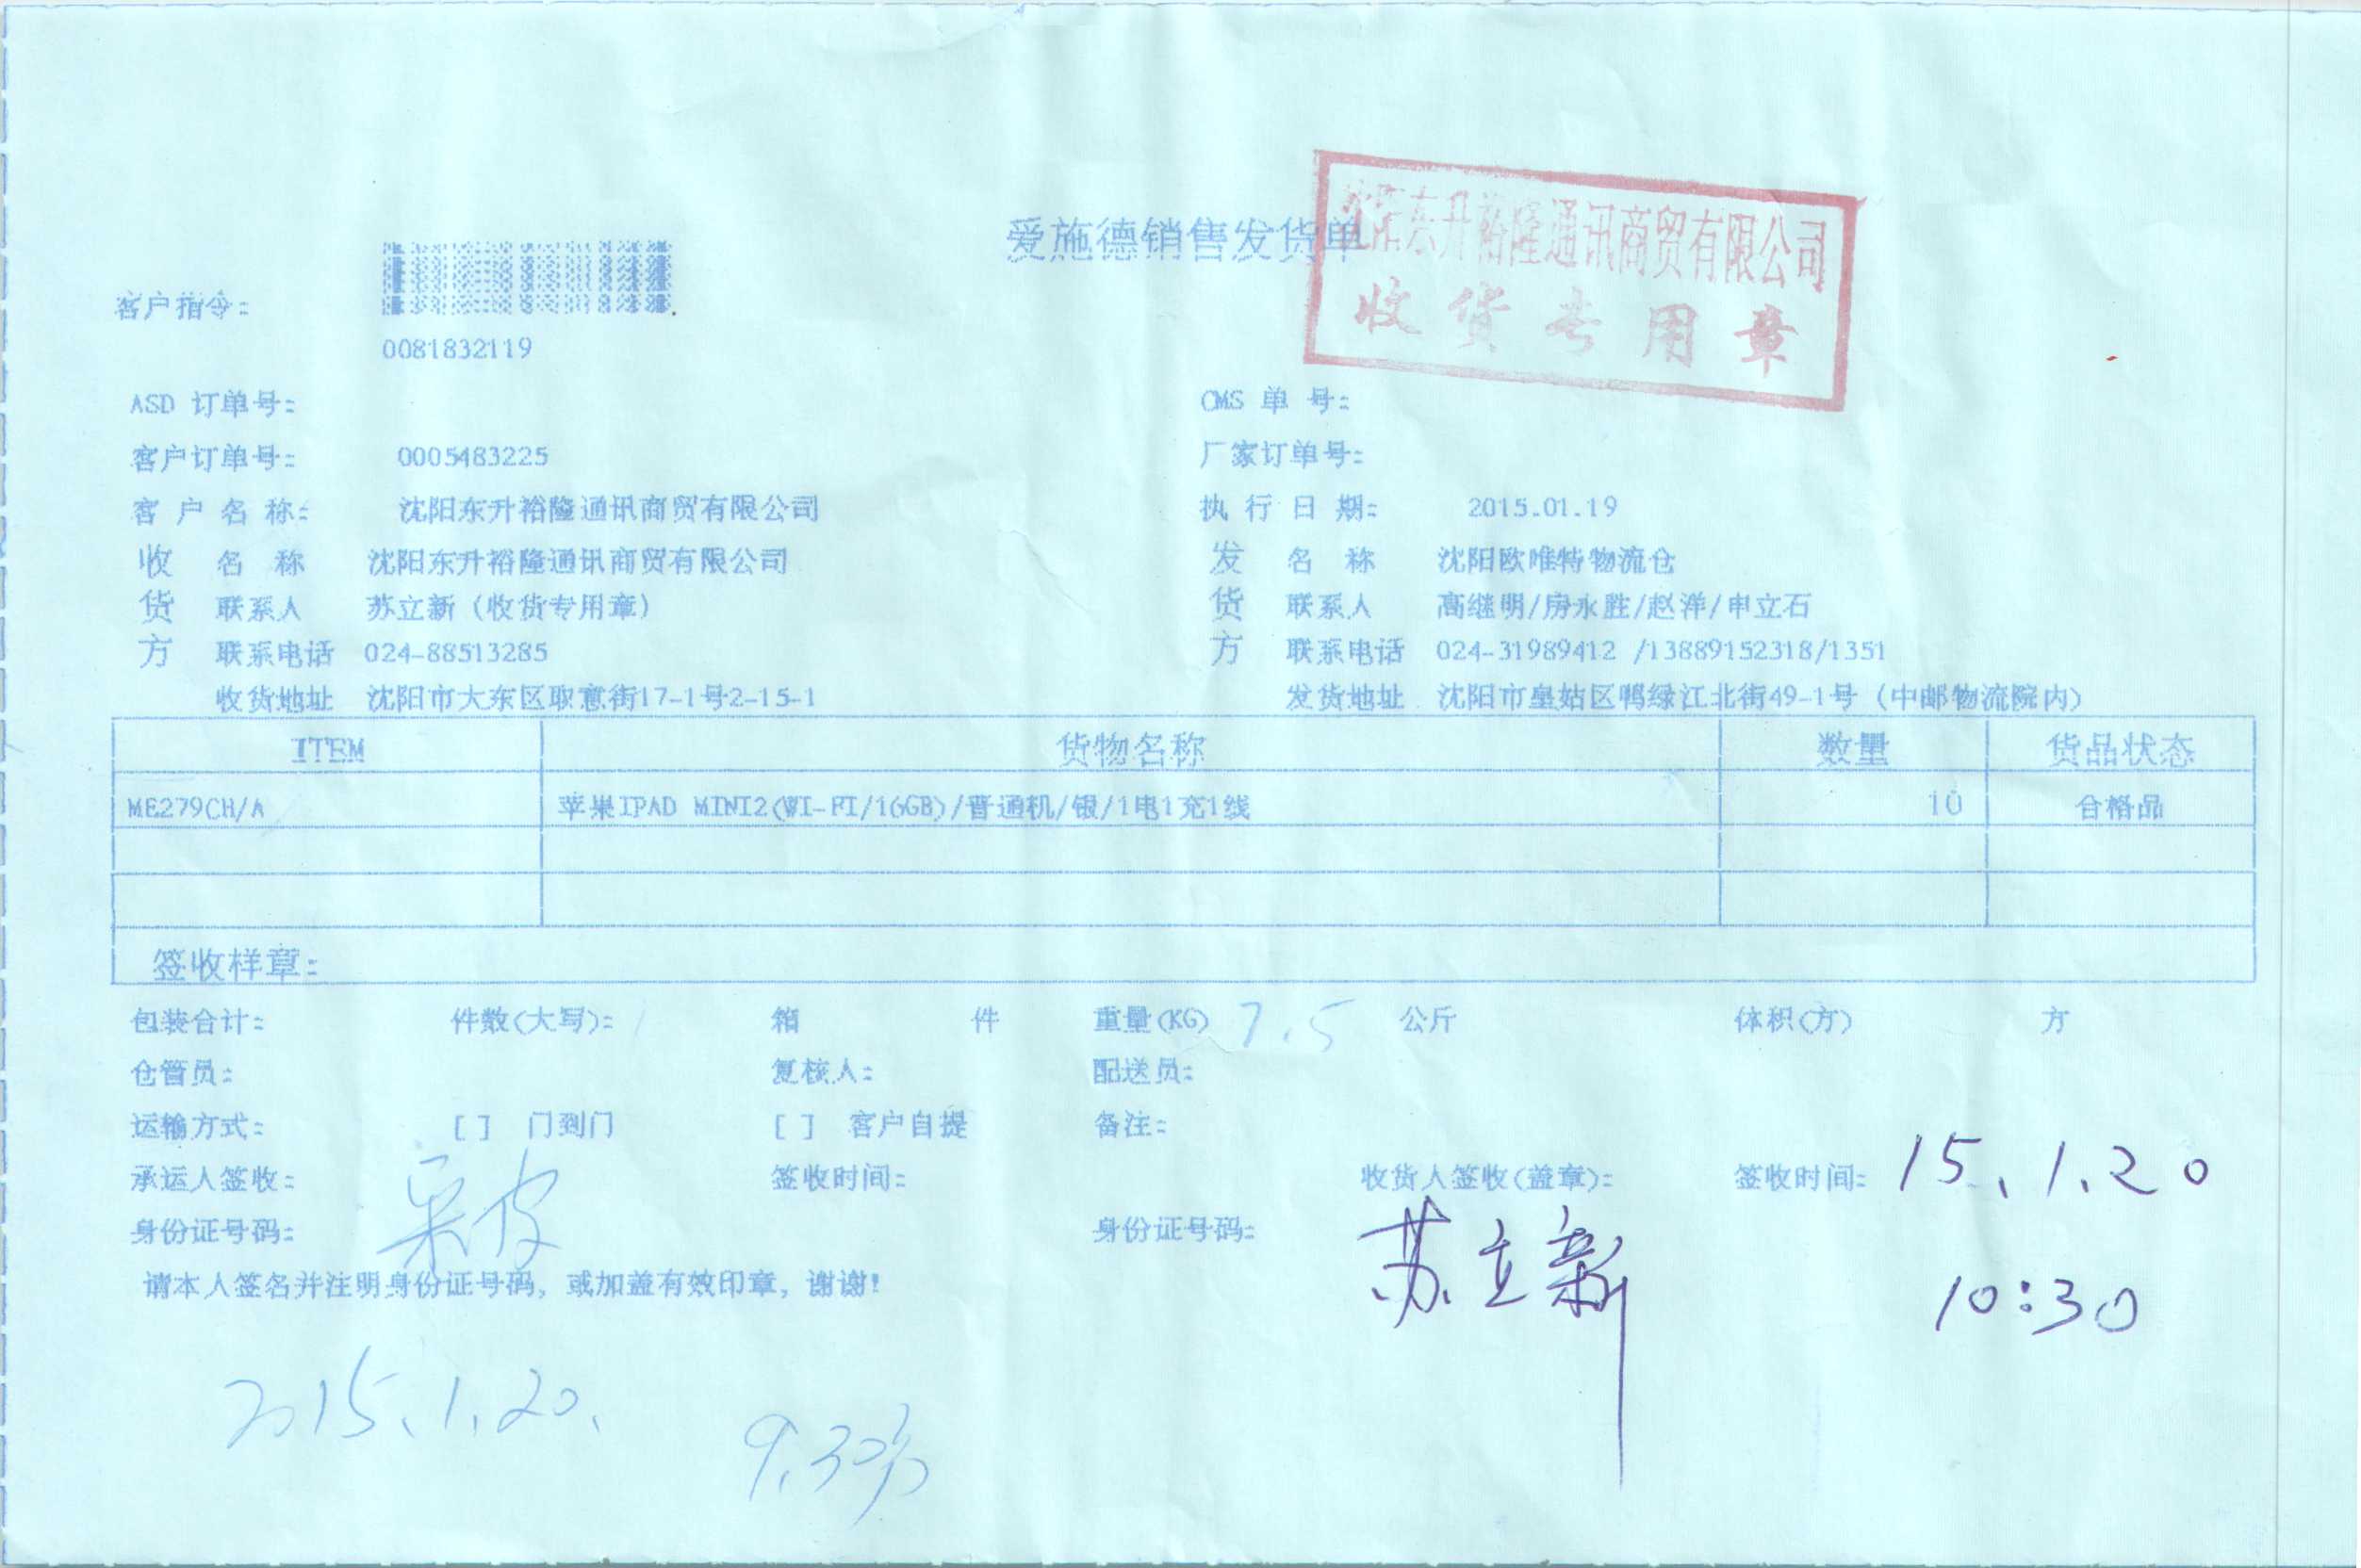 爱施德销售发货单
沈阳东升裕隆通讯商贸有限公司
收货专用章
客户指令:
0081832119
ASD 订单号: CMS 单 号:
客户订单号: 0005483225 厂家订单号:
客 户 名 称: 沈阳东升裕隆通讯商贸有限公司 执 行 日 期: 2015.01.19
收 名 称 沈阳东升裕隆通讯商贸有限公司 发 名 称 沈阳欧唯特物流仓
货 联系人 苏立新(收货专用章) 货 联系人 高继明/房永胜/赵洋/申立石
方 联系电话 024-88513285 方 联系电话 024-31989412 /13889152318/1351
收货地址 沈阳市大东区取意街17-1号2-15-1 发货地址 沈阳市皇姑区鸭绿江北街49-1号(中邮物流院内)
ITEM 货物名称 数量 货品状态
ME279CH/A 苹果IPAD MINI2(WI-FI/16GB)/普通机/银/1电1充1线 10 合格品
签收样章:
包装合计: 件数(大写): 1 箱 件 重量(KG) 7.5 公斤 体积(方) 方
仓管员: 复核人: 配送员:
运输方式: [ ] 门到门 [ ] 客户自提 备注:
承运人签收: 签收时间: 收货人签收(盖章): 苏立新 签收时间: 15.1.20
身份证号码: 身份证号码: 10:30
请本人签名并注明身份证号码, 或加盖有效印章, 谢谢!
2015.1.20. 9.30分